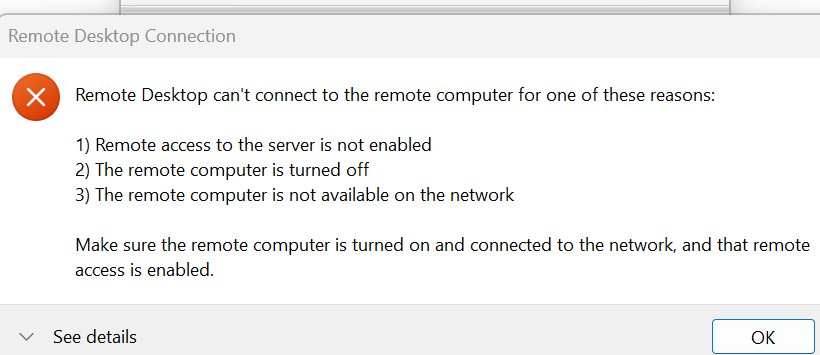 Remote Desktop Connection
Remote Desktop can't connect to the remote computer for one of these reasons:
1) Remote access to the server is not enabled
2) The remote computer is turned off
3) The remote computer is not available on the network
Make sure the remote computer is turned on and connected to the network, and that remote
access is enabled.
See details
OK